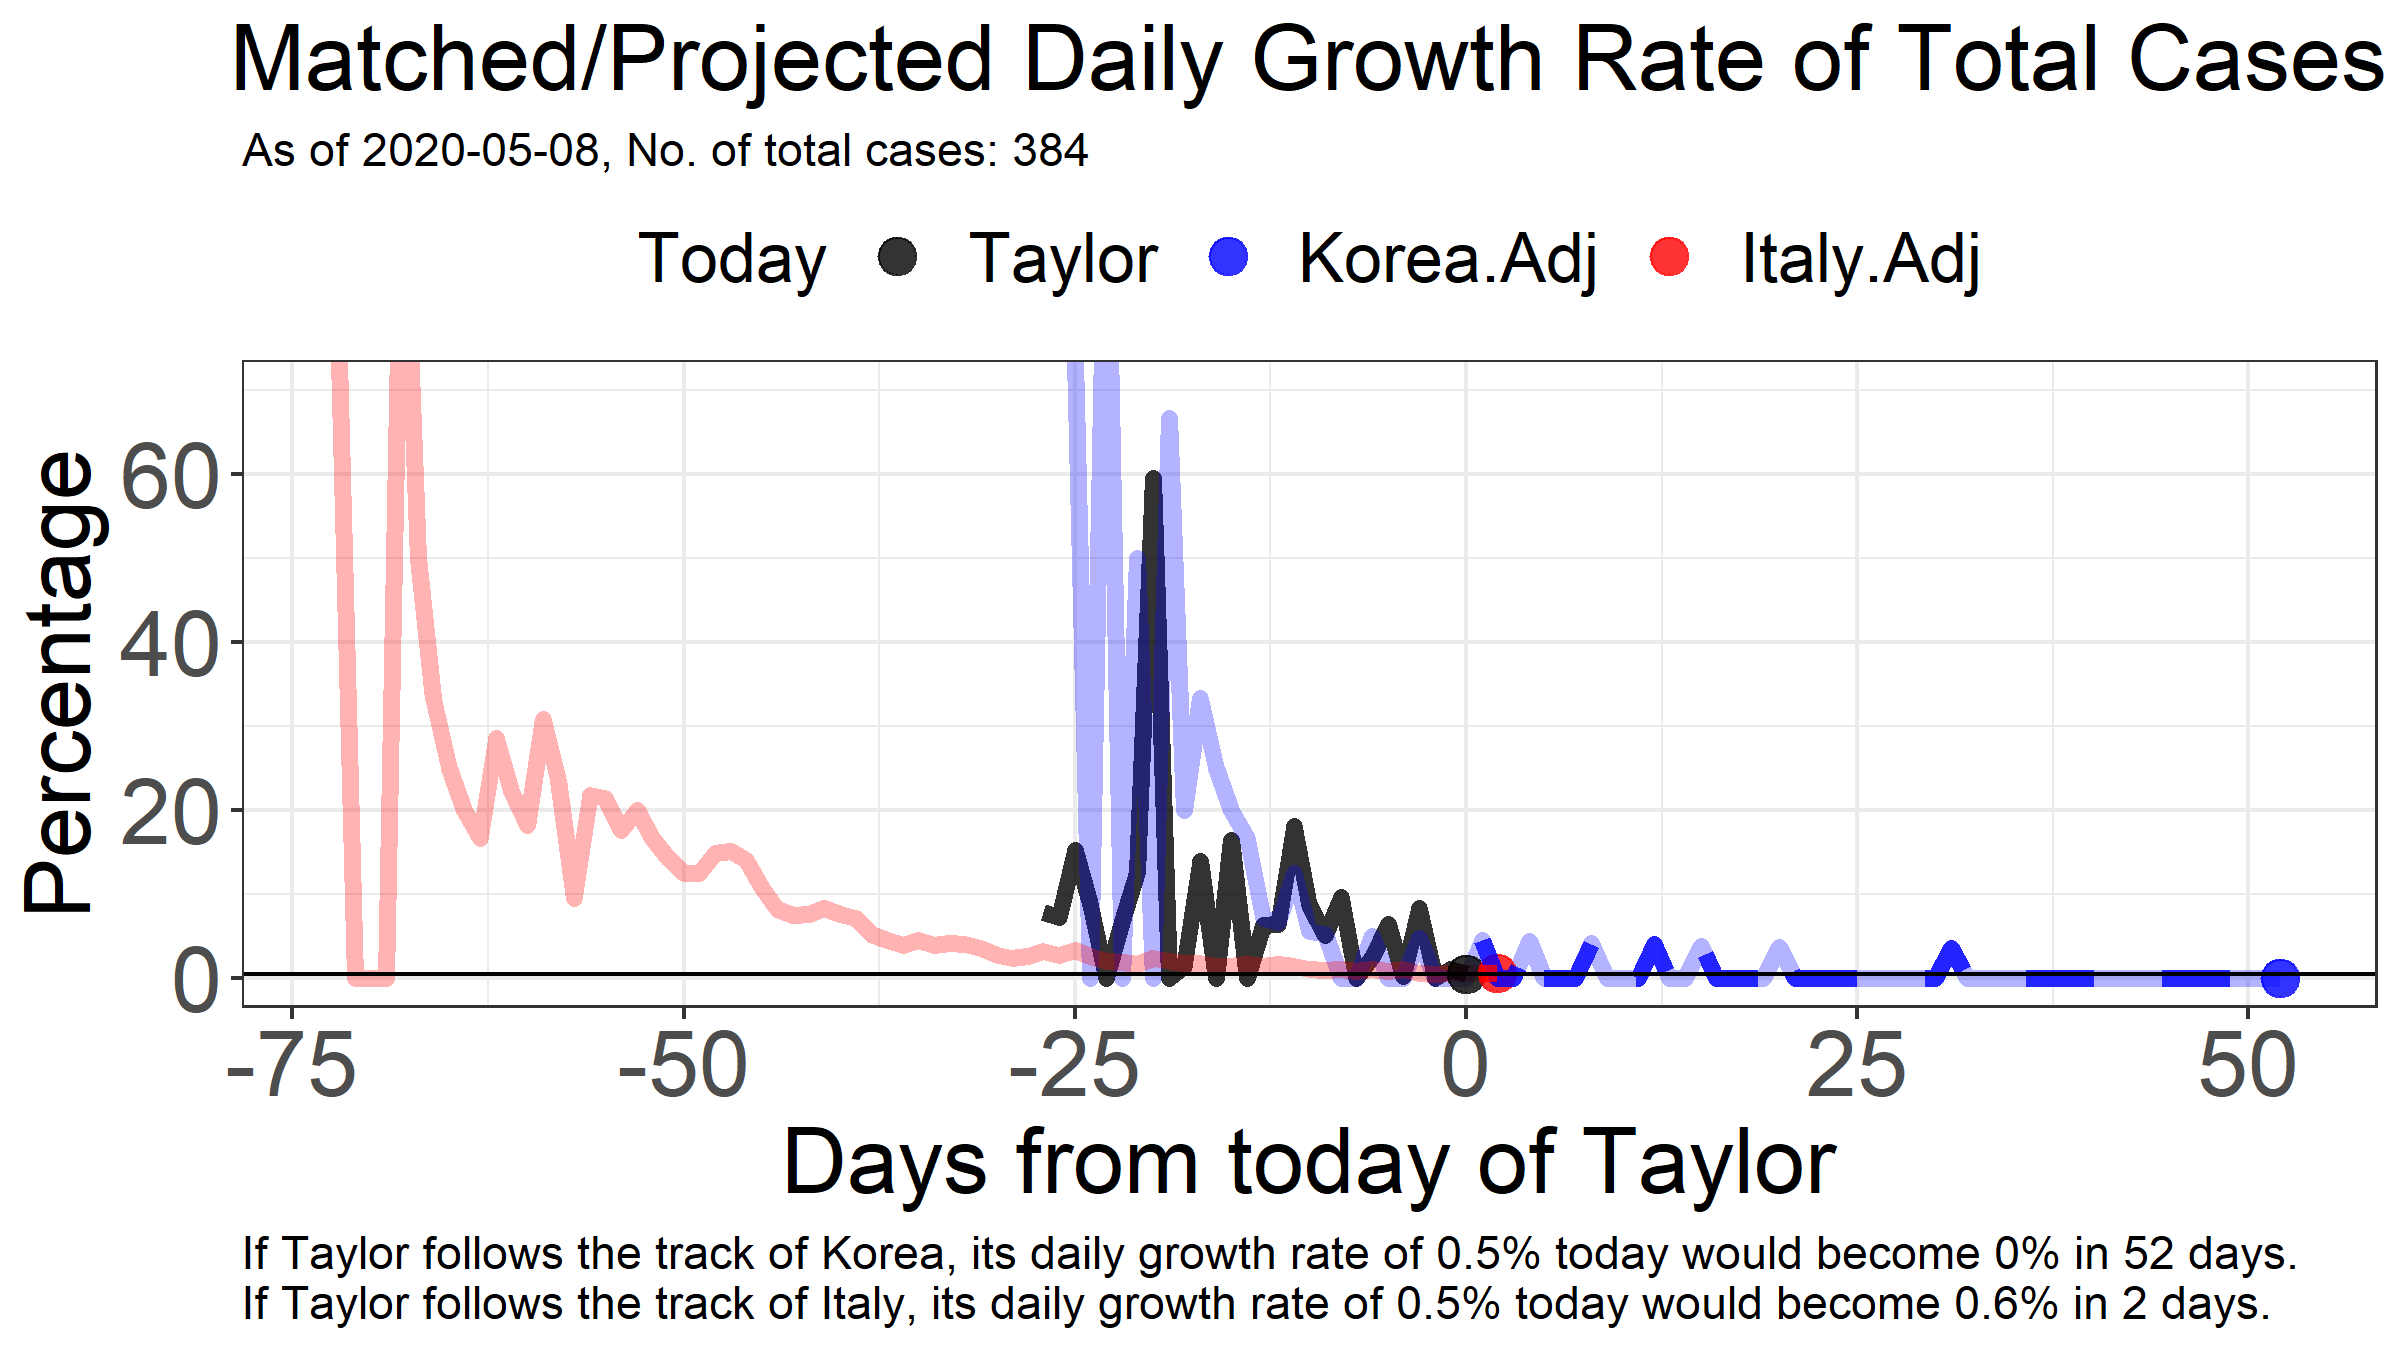 Matched/Projected Daily Growth Rate of Total Cases
As of 2020-05-08, No. of total cases: 384
Today Taylor Korea.Adj Italy.Adj
Percentage
60
40
20
0
-75 -50 -25 0 25 50
Days from today of Taylor
If Taylor follows the track of Korea, its daily growth rate of 0.5% today would become 0% in 52 days.
If Taylor follows the track of Italy, its daily growth rate of 0.5% today would become 0.6% in 2 days.